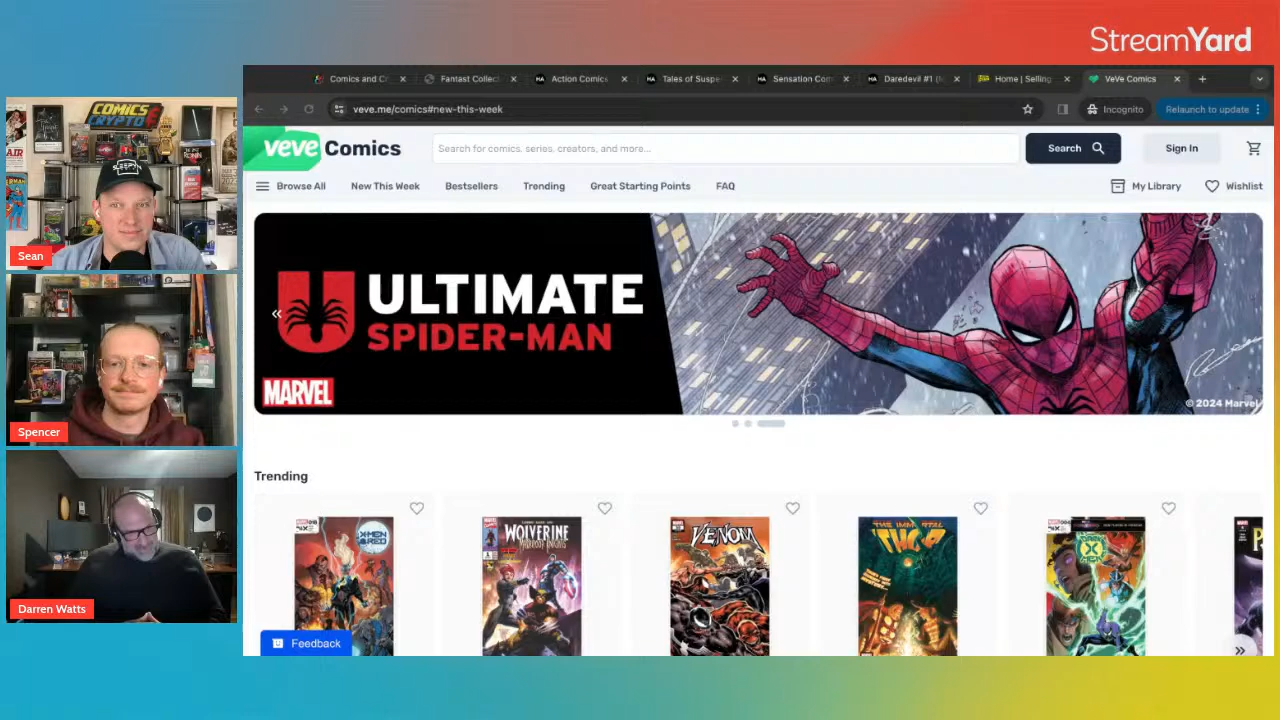 StreamYard
Comics and Cr
Fantast Collec
Action Comics
Tales of Suspe
Sensation Com
Daredevil #1 (
Home | Selling
VeVe Comics
veve.me/comics#new-this-week
Incognito
Relaunch to update
veve Comics
Search for comics, series, creators, and more...
Search
Sign In
Browse All
New This Week
Bestsellers
Trending
Great Starting Points
FAQ
My Library
Wishlist
ULTIMATE
SPIDER-MAN
MARVEL
© 2024 Marvel
Trending
X-MEN
RED
WOLVERINE
VENOM
THE IMMORTAL
THOR
Feedback
COMICS
CRYPTO
Sean
Spencer
Darren Watts